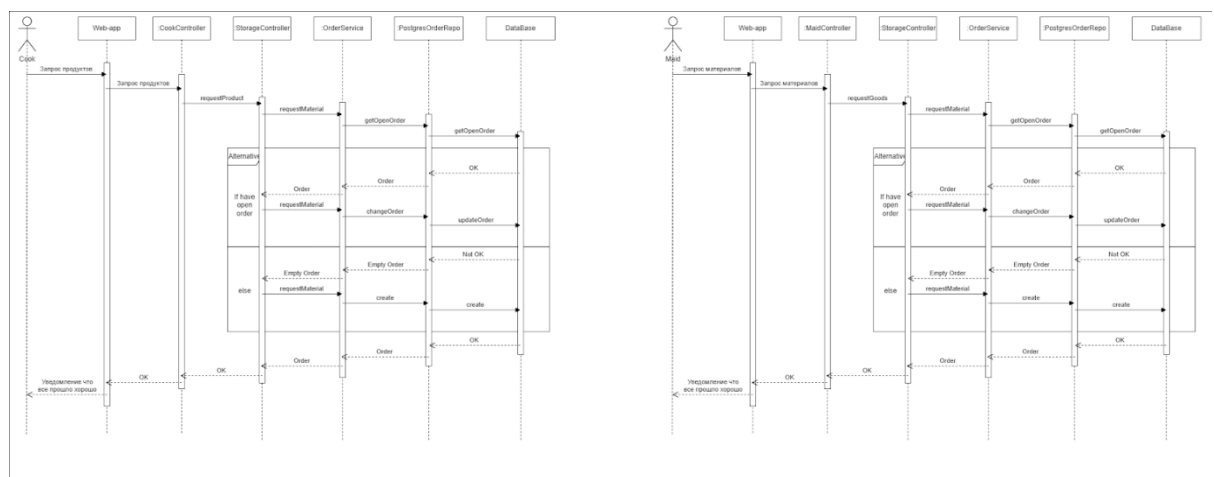 Web-app
:CookController
:StorageController
:OrderService
:PostgresOrderRepo
DataBase
Cook
Запрос продуктов
Запрос продуктов
requestProduct
requestMaterial
getOpenOrder
getOpenOrder
Alternative
OK
Order
Order
If have
open
order
requestMaterial
changeOrder
updateOrder
Not OK
Empty Order
Empty Order
else
requestMaterial
create
create
OK
Order
Order
OK
OK
Уведомление что
все прошло хорошо
Web-app
:MaidController
:StorageController
:OrderService
:PostgresOrderRepo
DataBase
Maid
Запрос материалов
Запрос материалов
requestGoods
requestMaterial
getOpenOrder
getOpenOrder
Alternative
OK
Order
Order
If have
open
order
requestMaterial
changeOrder
updateOrder
Not OK
Empty Order
Empty Order
else
requestMaterial
create
create
OK
Order
Order
OK
OK
Уведомление что
все прошло хорошо